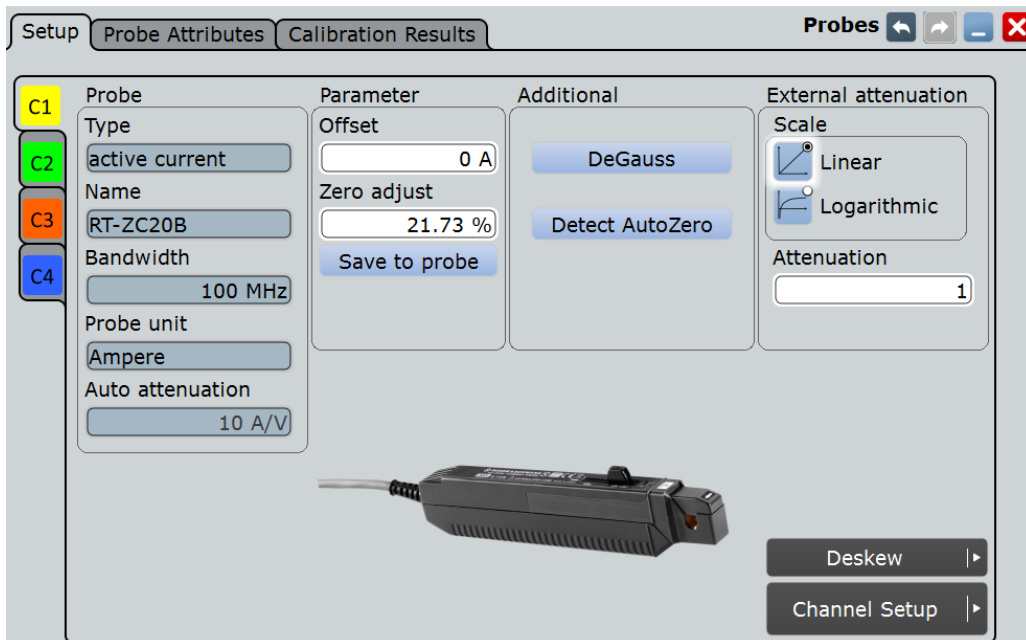 Setup
Probe Attributes
Calibration Results
Probes
C1
C2
C3
C4
Probe
Type
active current
Name
RT-ZC20B
Bandwidth
100 MHz
Probe unit
Ampere
Auto attenuation
10 A/V
Parameter
Offset
0 A
Zero adjust
21.73 %
Save to probe
Additional
DeGauss
Detect AutoZero
External attenuation
Scale
Linear
Logarithmic
Attenuation
1
Deskew
Channel Setup